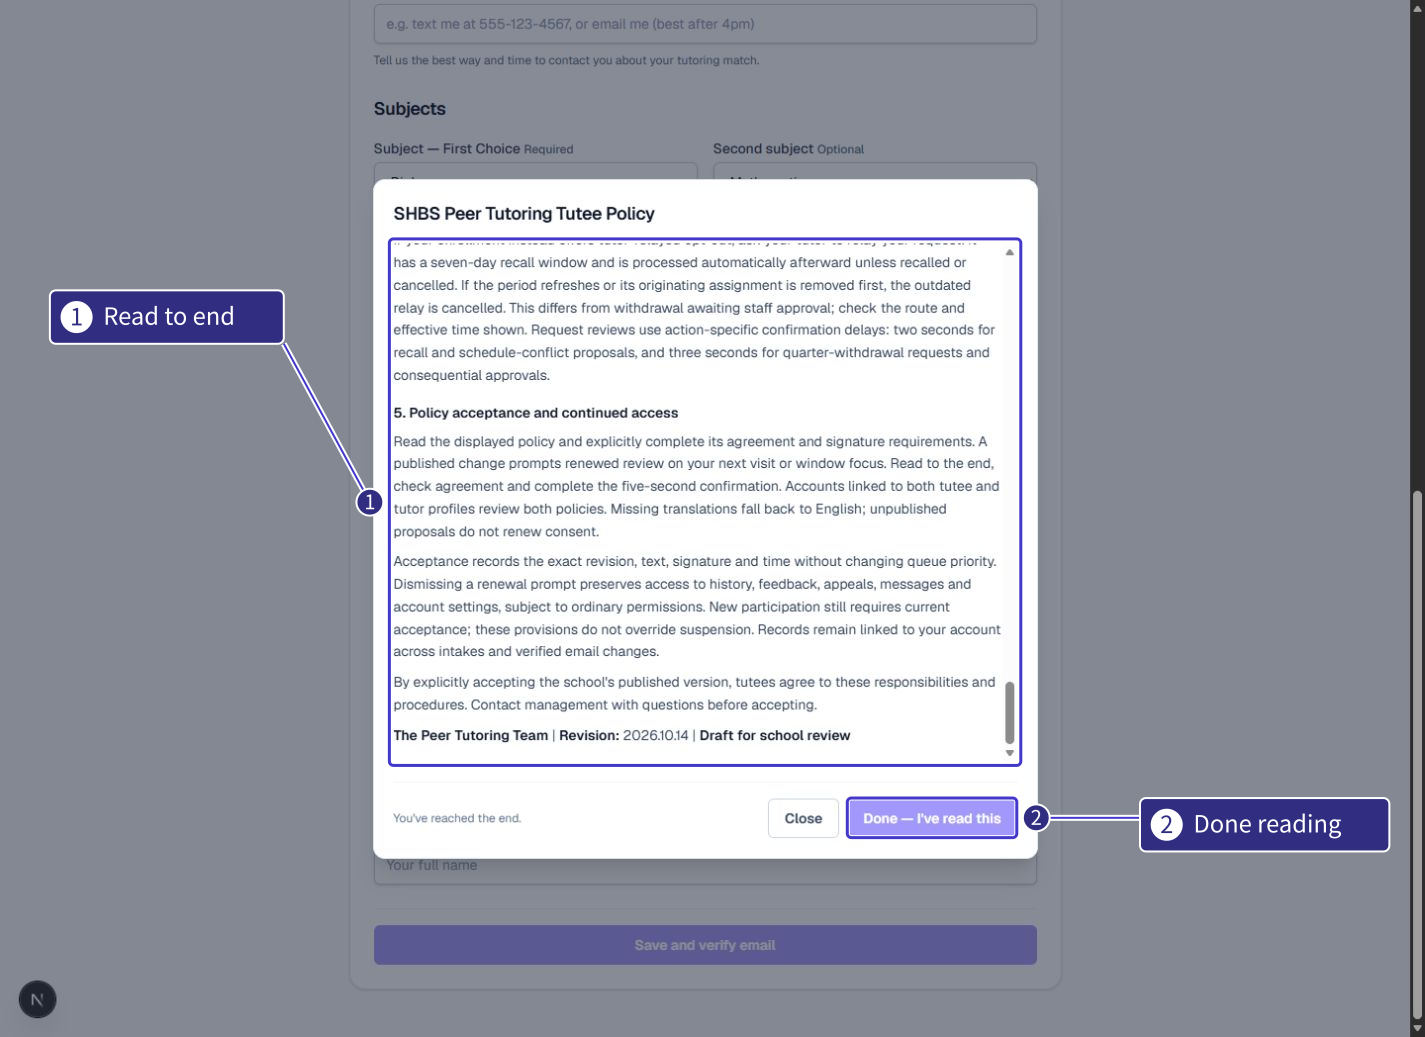 e.g. text me at 555-123-4567, or email me (best after 4pm)
Tell us the best way and time to contact you about your tutoring match.
Subjects
Subject — First Choice Required
Second subject Optional
SHBS Peer Tutoring Tutee Policy
has a seven-day recall window and is processed automatically afterward unless recalled or
cancelled. If the period refreshes or its originating assignment is removed first, the outdated
relay is cancelled. This differs from withdrawal awaiting staff approval; check the route and
effective time shown. Request reviews use action-specific confirmation delays: two seconds for
recall and schedule-conflict proposals, and three seconds for quarter-withdrawal requests and
consequential approvals.
1 Read to end
5. Policy acceptance and continued access
Read the displayed policy and explicitly complete its agreement and signature requirements. A
published change prompts renewed review on your next visit or window focus. Read to the end,
check agreement and complete the five-second confirmation. Accounts linked to both tutee and
1
tutor profiles review both policies. Missing translations fall back to English; unpublished
proposals do not renew consent.
Acceptance records the exact revision, text, signature and time without changing queue priority.
Dismissing a renewal prompt preserves access to history, feedback, appeals, messages and
account settings, subject to ordinary permissions. New participation still requires current
acceptance; these provisions do not override suspension. Records remain linked to your account
across intakes and verified email changes.
By explicitly accepting the school's published version, tutees agree to these responsibilities and
procedures. Contact management with questions before accepting.
The Peer Tutoring Team | Revision: 2026.10.14 | Draft for school review
You've reached the end.
Close
Done — I've read this
2
2 Done reading
Your full name
Save and verify email
N